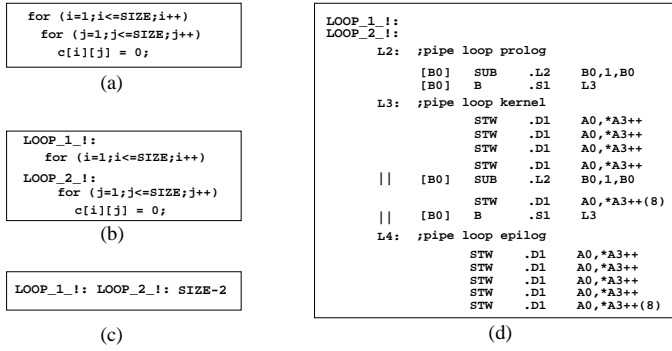 for (i=1;i<=SIZE;i++)
for (j=1;j<=SIZE;j++)
c[i][j] = 0;
(a)
LOOP_1_!:
for (i=1;i<=SIZE;i++)
LOOP_2_!:
for (j=1;j<=SIZE;j++)
c[i][j] = 0;
(b)
LOOP_1_!: LOOP_2_!: SIZE-2
(c)
LOOP_1_!:
LOOP_2_!:
L2: ;pipe loop prolog
[B0] SUB .L2 B0,1,B0
[B0] B .S1 L3
L3: ;pipe loop kernel
STW .D1 A0,*A3++
STW .D1 A0,*A3++
STW .D1 A0,*A3++
STW .D1 A0,*A3++
|| [B0] SUB .L2 B0,1,B0
STW .D1 A0,*A3++(8)
|| [B0] B .S1 L3
L4: ;pipe loop epilog
STW .D1 A0,*A3++
STW .D1 A0,*A3++
STW .D1 A0,*A3++
STW .D1 A0,*A3++
STW .D1 A0,*A3++(8)
(d)